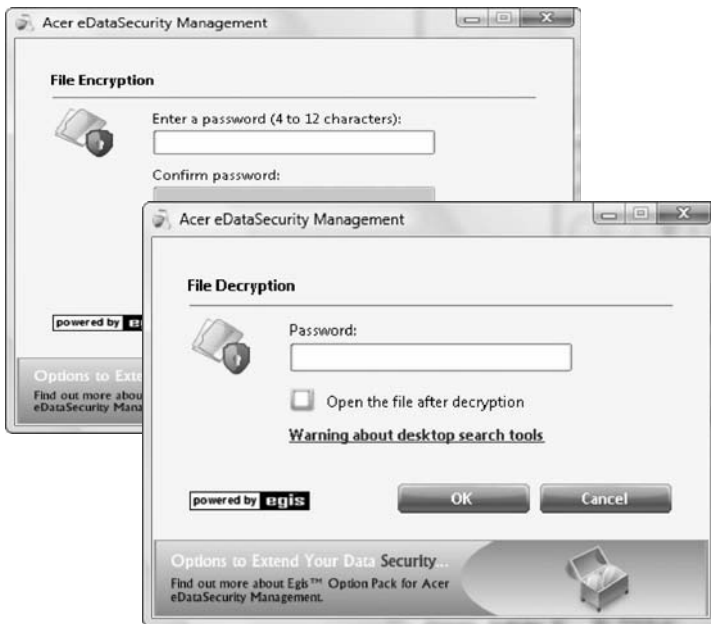 Acer eDataSecurity Management
File Encryption
Enter a password (4 to 12 characters):
Confirm password:
powered by
Options to
Find out more
eDataSecurity
Acer eDataSecurity Management
File Decryption
Password:
Open the file after decryption
Warning about desktop search tools
powered by egis
OK
Cancel
Options to Extend Your Data Security...
Find out more about Egis™ Option Pack for Acer
eDataSecurity Management.